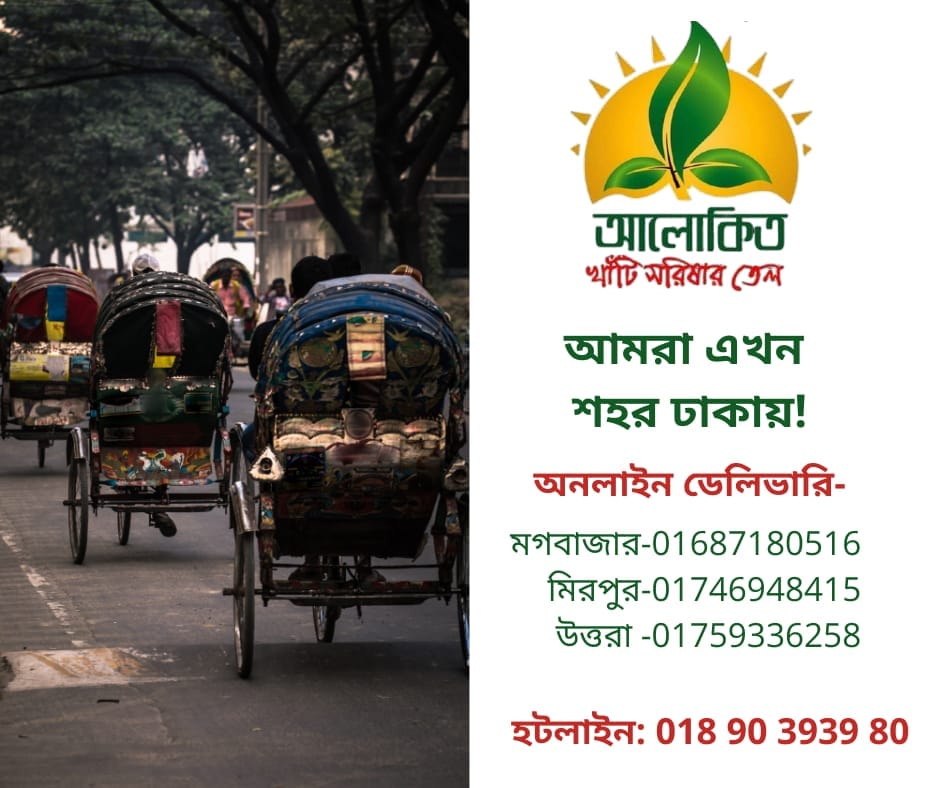 আলোকিত
খাঁটি সরিষার তেল
আমরা এখন
শহর ঢাকায়!
অনলাইন ডেলিভারি-
মগবাজার-01687180516
মিরপুর-01746948415
উত্তরা -01759336258
হটলাইন: 018 90 3939 80